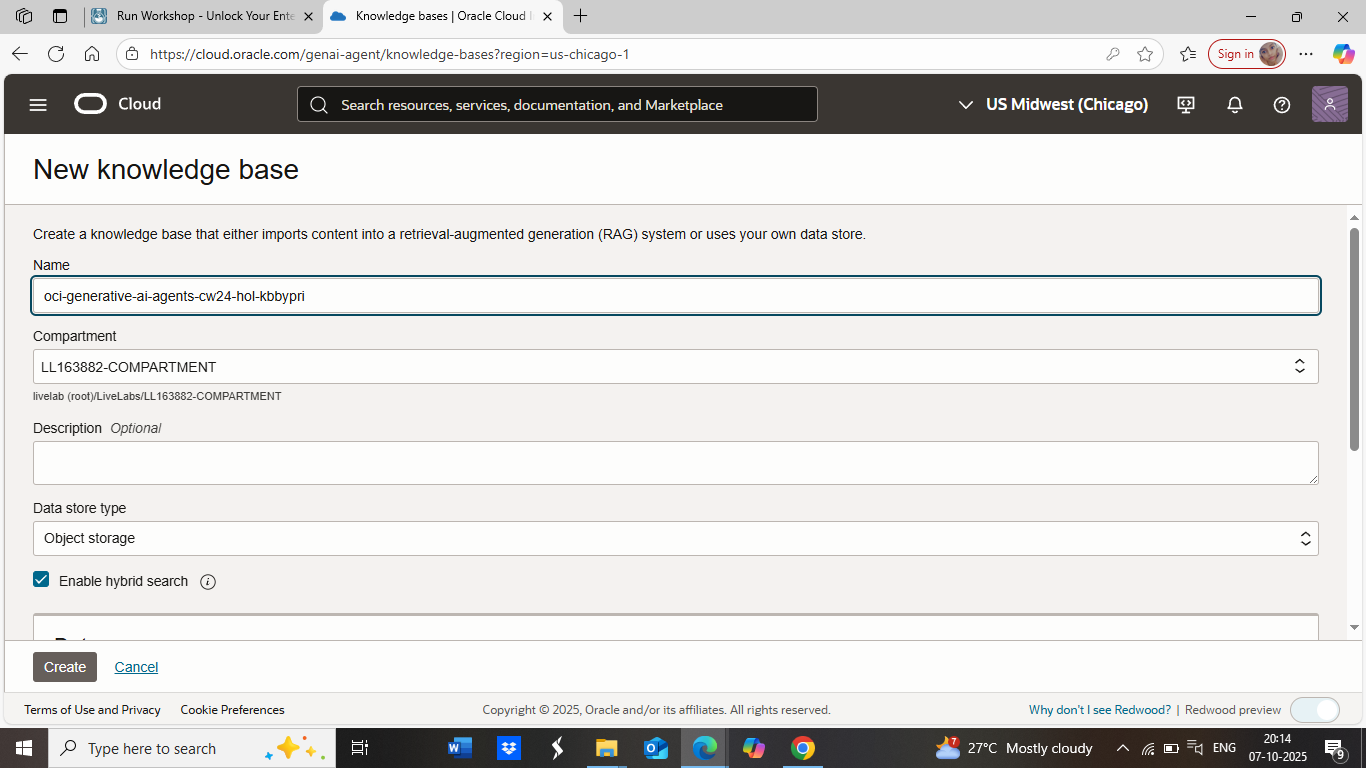 Run Workshop - Unlock Your Ente
Knowledge bases | Oracle Cloud I
https://cloud.oracle.com/genai-agent/knowledge-bases?region=us-chicago-1
Sign in
Cloud
Search resources, services, documentation, and Marketplace
US Midwest (Chicago)
New knowledge base
Create a knowledge base that either imports content into a retrieval-augmented generation (RAG) system or uses your own data store.
Name
oci-generative-ai-agents-cw24-hol-kbbypri
Compartment
LL163882-COMPARTMENT
livelab (root)/LiveLabs/LL163882-COMPARTMENT
Description Optional
Data store type
Object storage
Enable hybrid search
Create Cancel
Terms of Use and Privacy Cookie Preferences Copyright © 2025, Oracle and/or its affiliates. All rights reserved. Why don't I see Redwood? | Redwood preview
Type here to search
7
27°C Mostly cloudy
ENG
20:14
07-10-2025
9